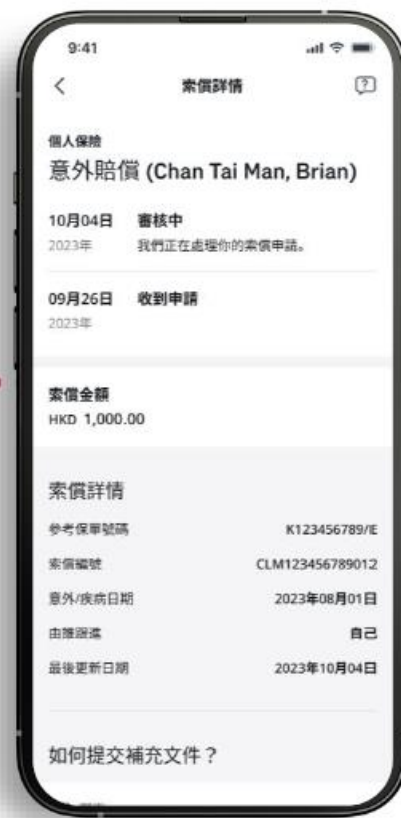 9:41
索償詳情
個人保險
意外賠償 (Chan Tai Man, Brian)
10月04日 審核中
2023年 我們正在處理你的索償申請。
09月26日 收到申請
2023年
索償金額
HKD 1,000.00
索償詳情
參考保單號碼 K123456789/E
索償編號 CLM123456789012
意外/疾病日期 2023年08月01日
由誰跟進 自己
最後更新日期 2023年10月04日
如何提交補充文件？